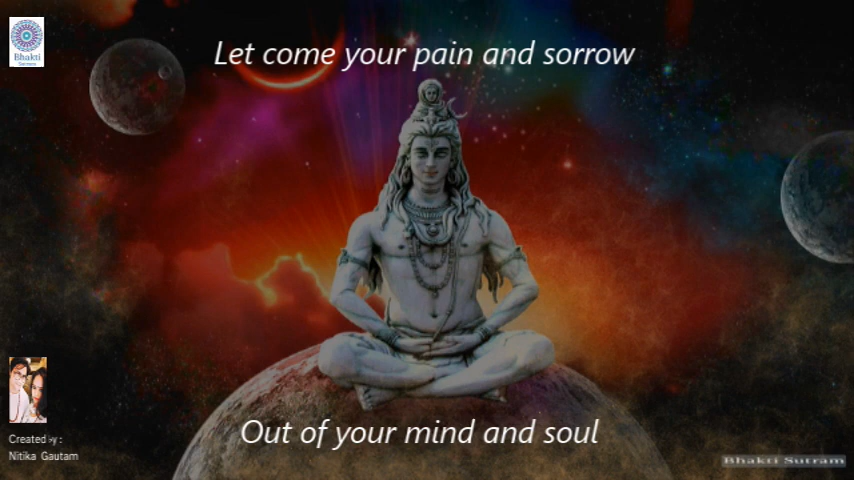 Bhakti
Sutram
Let come your pain and sorrow
Out of your mind and soul
Created by :
Nitika Gautam
Bhakti Sutram